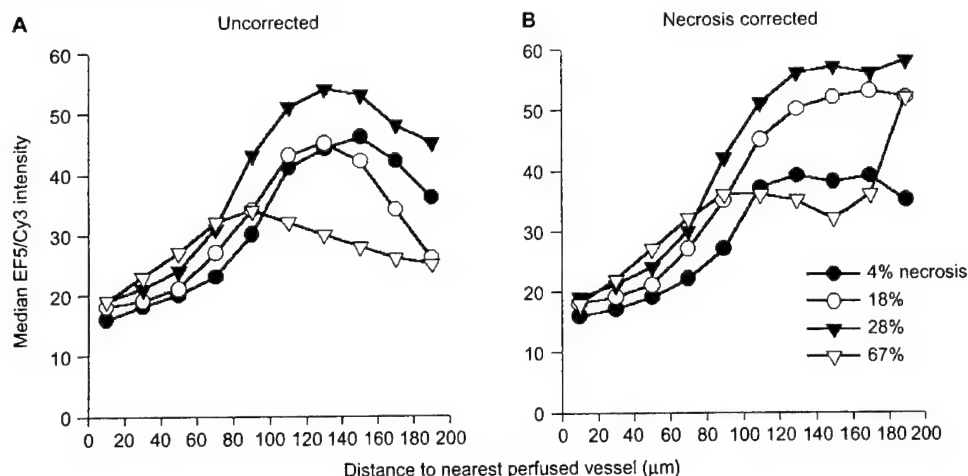 A
Uncorrected
Median EF5/Cy3 intensity
60
50
40
30
20
10
0
0 20 40 60 80 100 120 140 160 180 200
B
Necrosis corrected
60
50
40
30
20
10
0
4% necrosis
18%
28%
67%
0 20 40 60 80 100 120 140 160 180 200
Distance to nearest perfused vessel (μm)